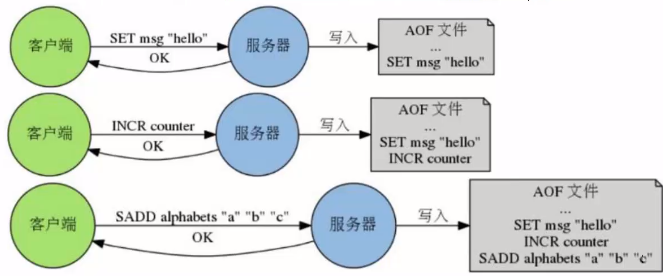 客户端
SET msg "hello"
OK
服务器
写入
AOF 文件
...
SET msg "hello"
客户端
INCR counter
OK
服务器
写入
AOF 文件
...
SET msg "hello"
INCR counter
客户端
SADD alphabets "a" "b" "c"
OK
服务器
写入
AOF 文件
...
SET msg "hello"
INCR counter
SADD alphabets "a" "b" "c"